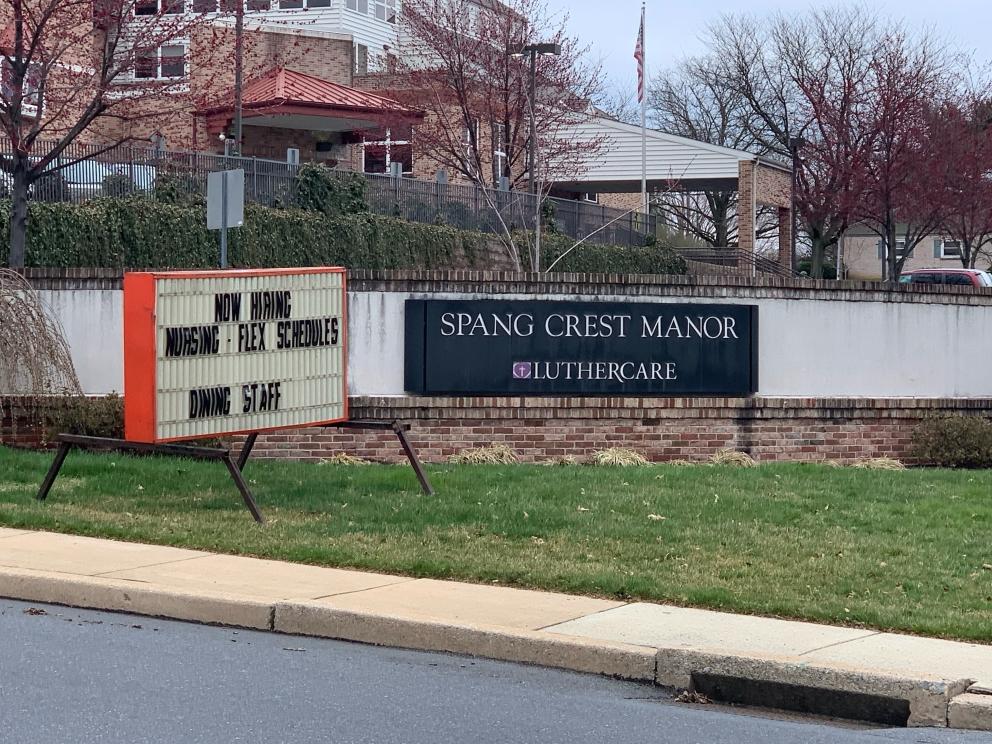 NOW HIRING
NURSING - FLEX SCHEDULES
DINING STAFF
SPANG CREST MANOR
LUTHERCARE